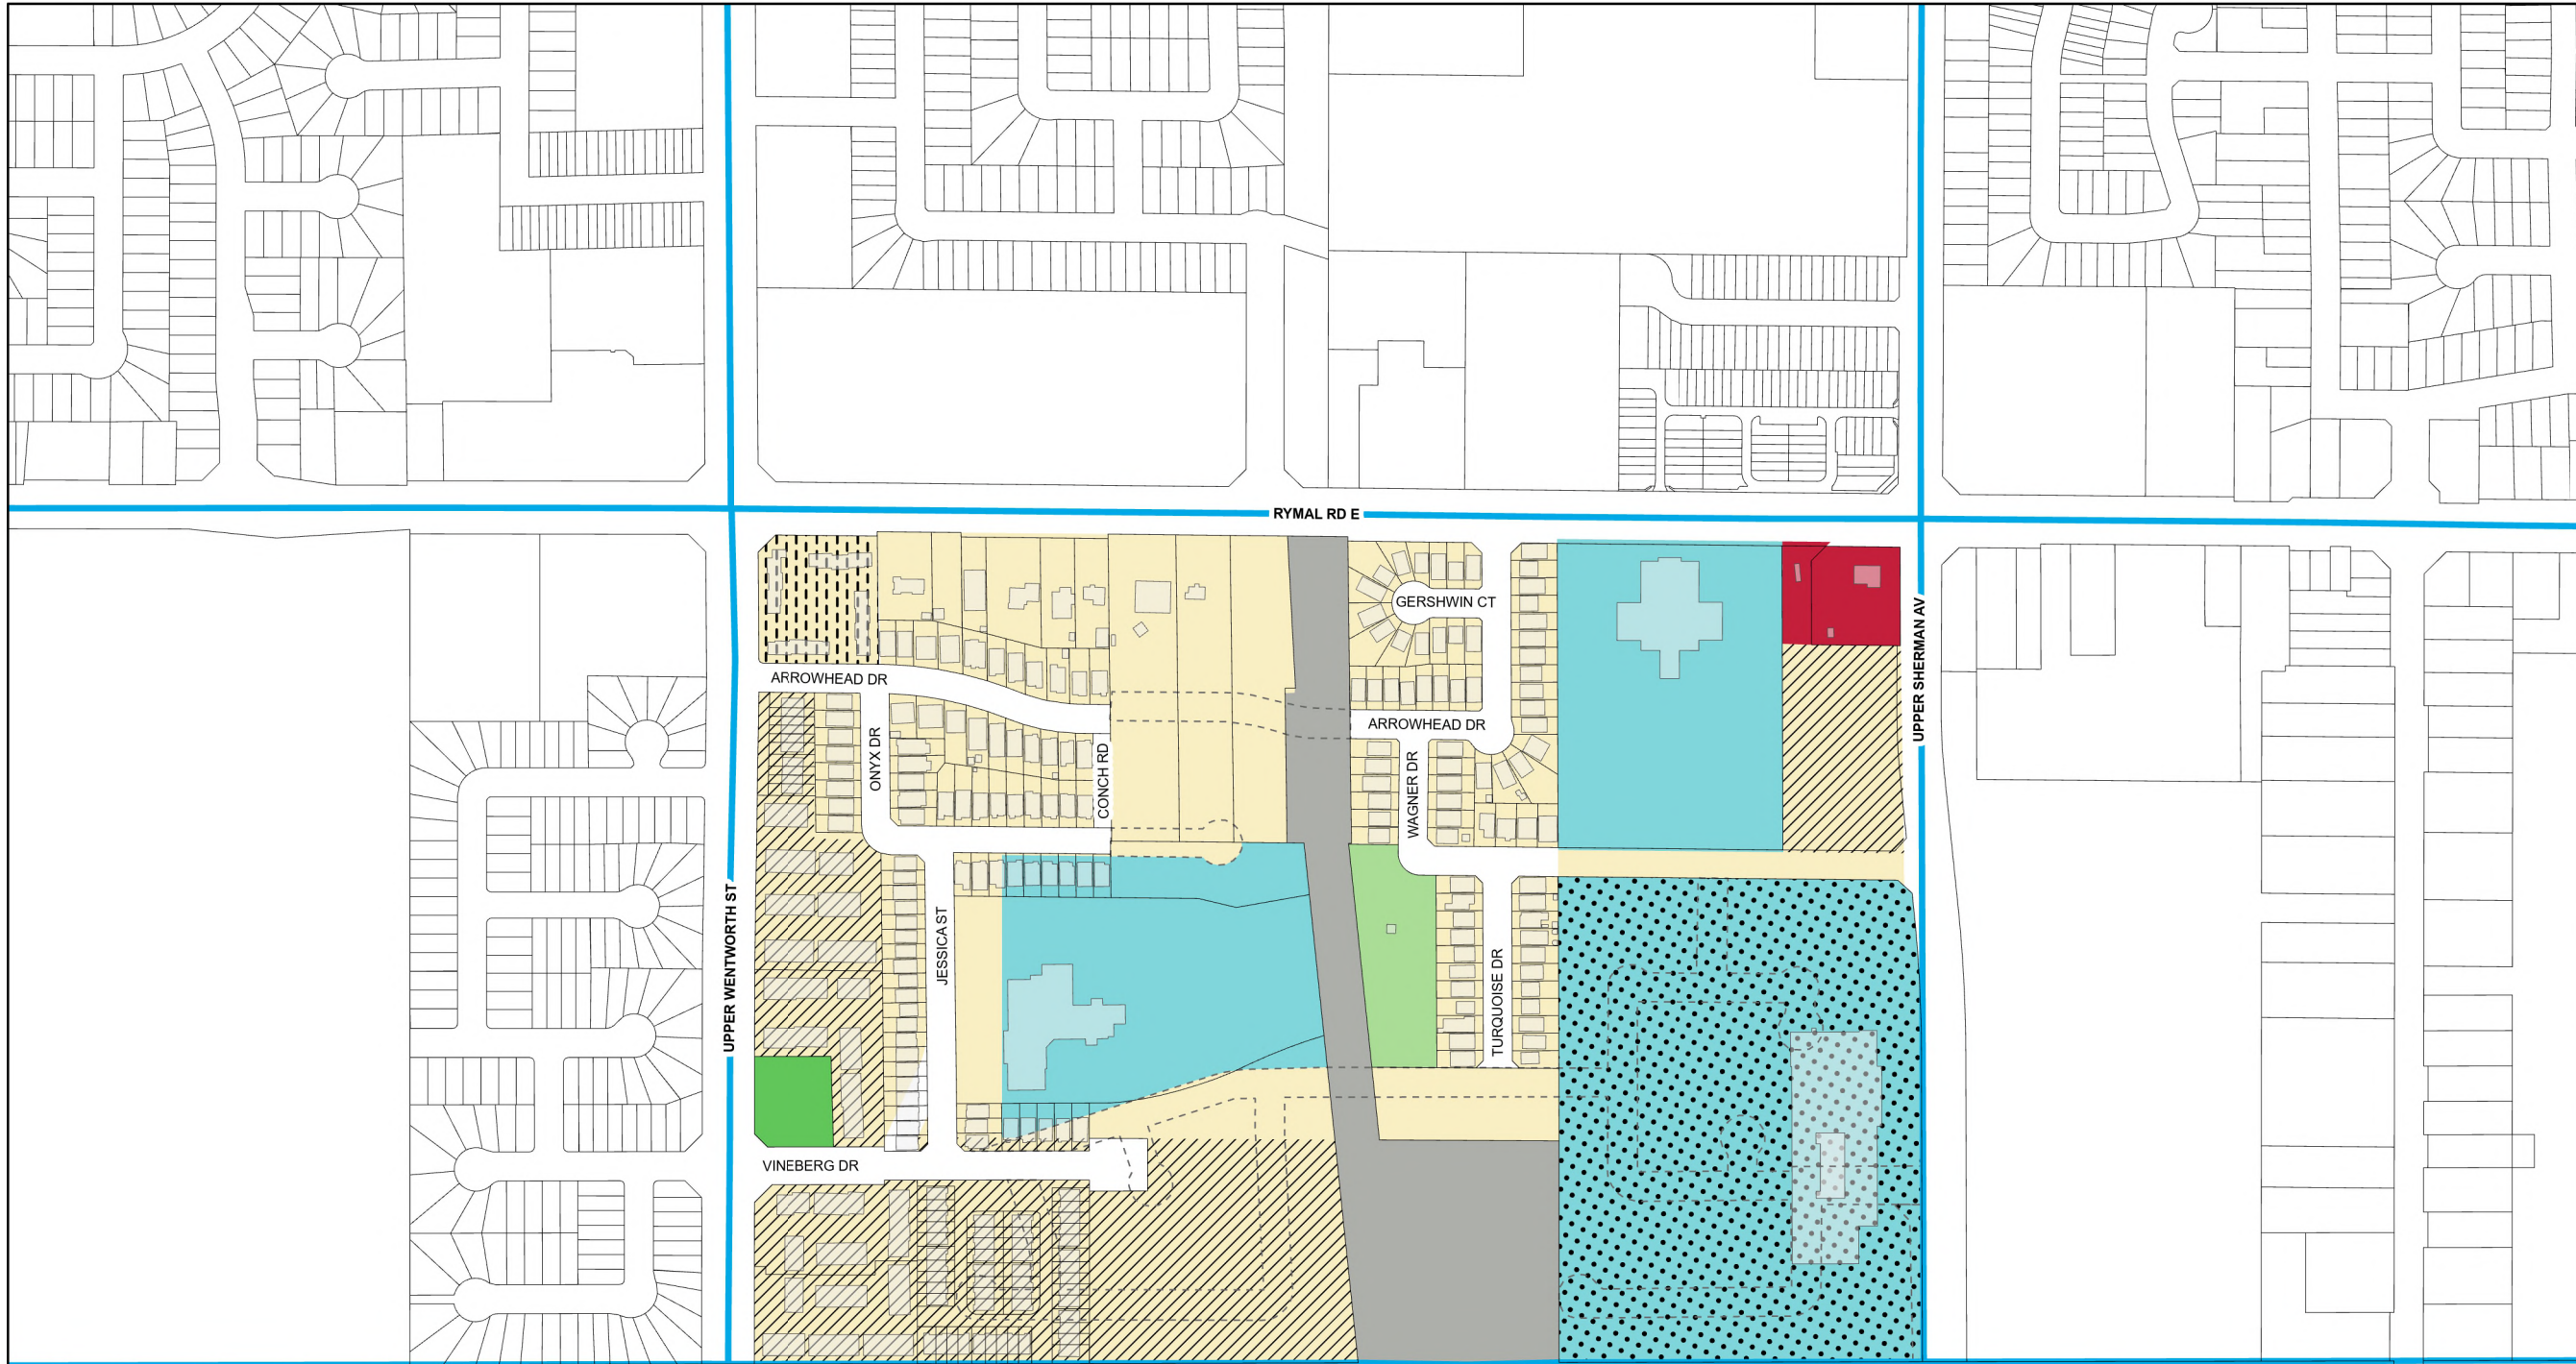 RYMAL RD E
GERSHWIN CT
ARROWHEAD DR
ARROWHEAD DR
UPPER SHERMAN AV
ONYX DR
CONCH RD
WAGNER DR
UPPER WENTWORTH ST
JESSICA ST
TURQUOISE DR
VINEBERG DR